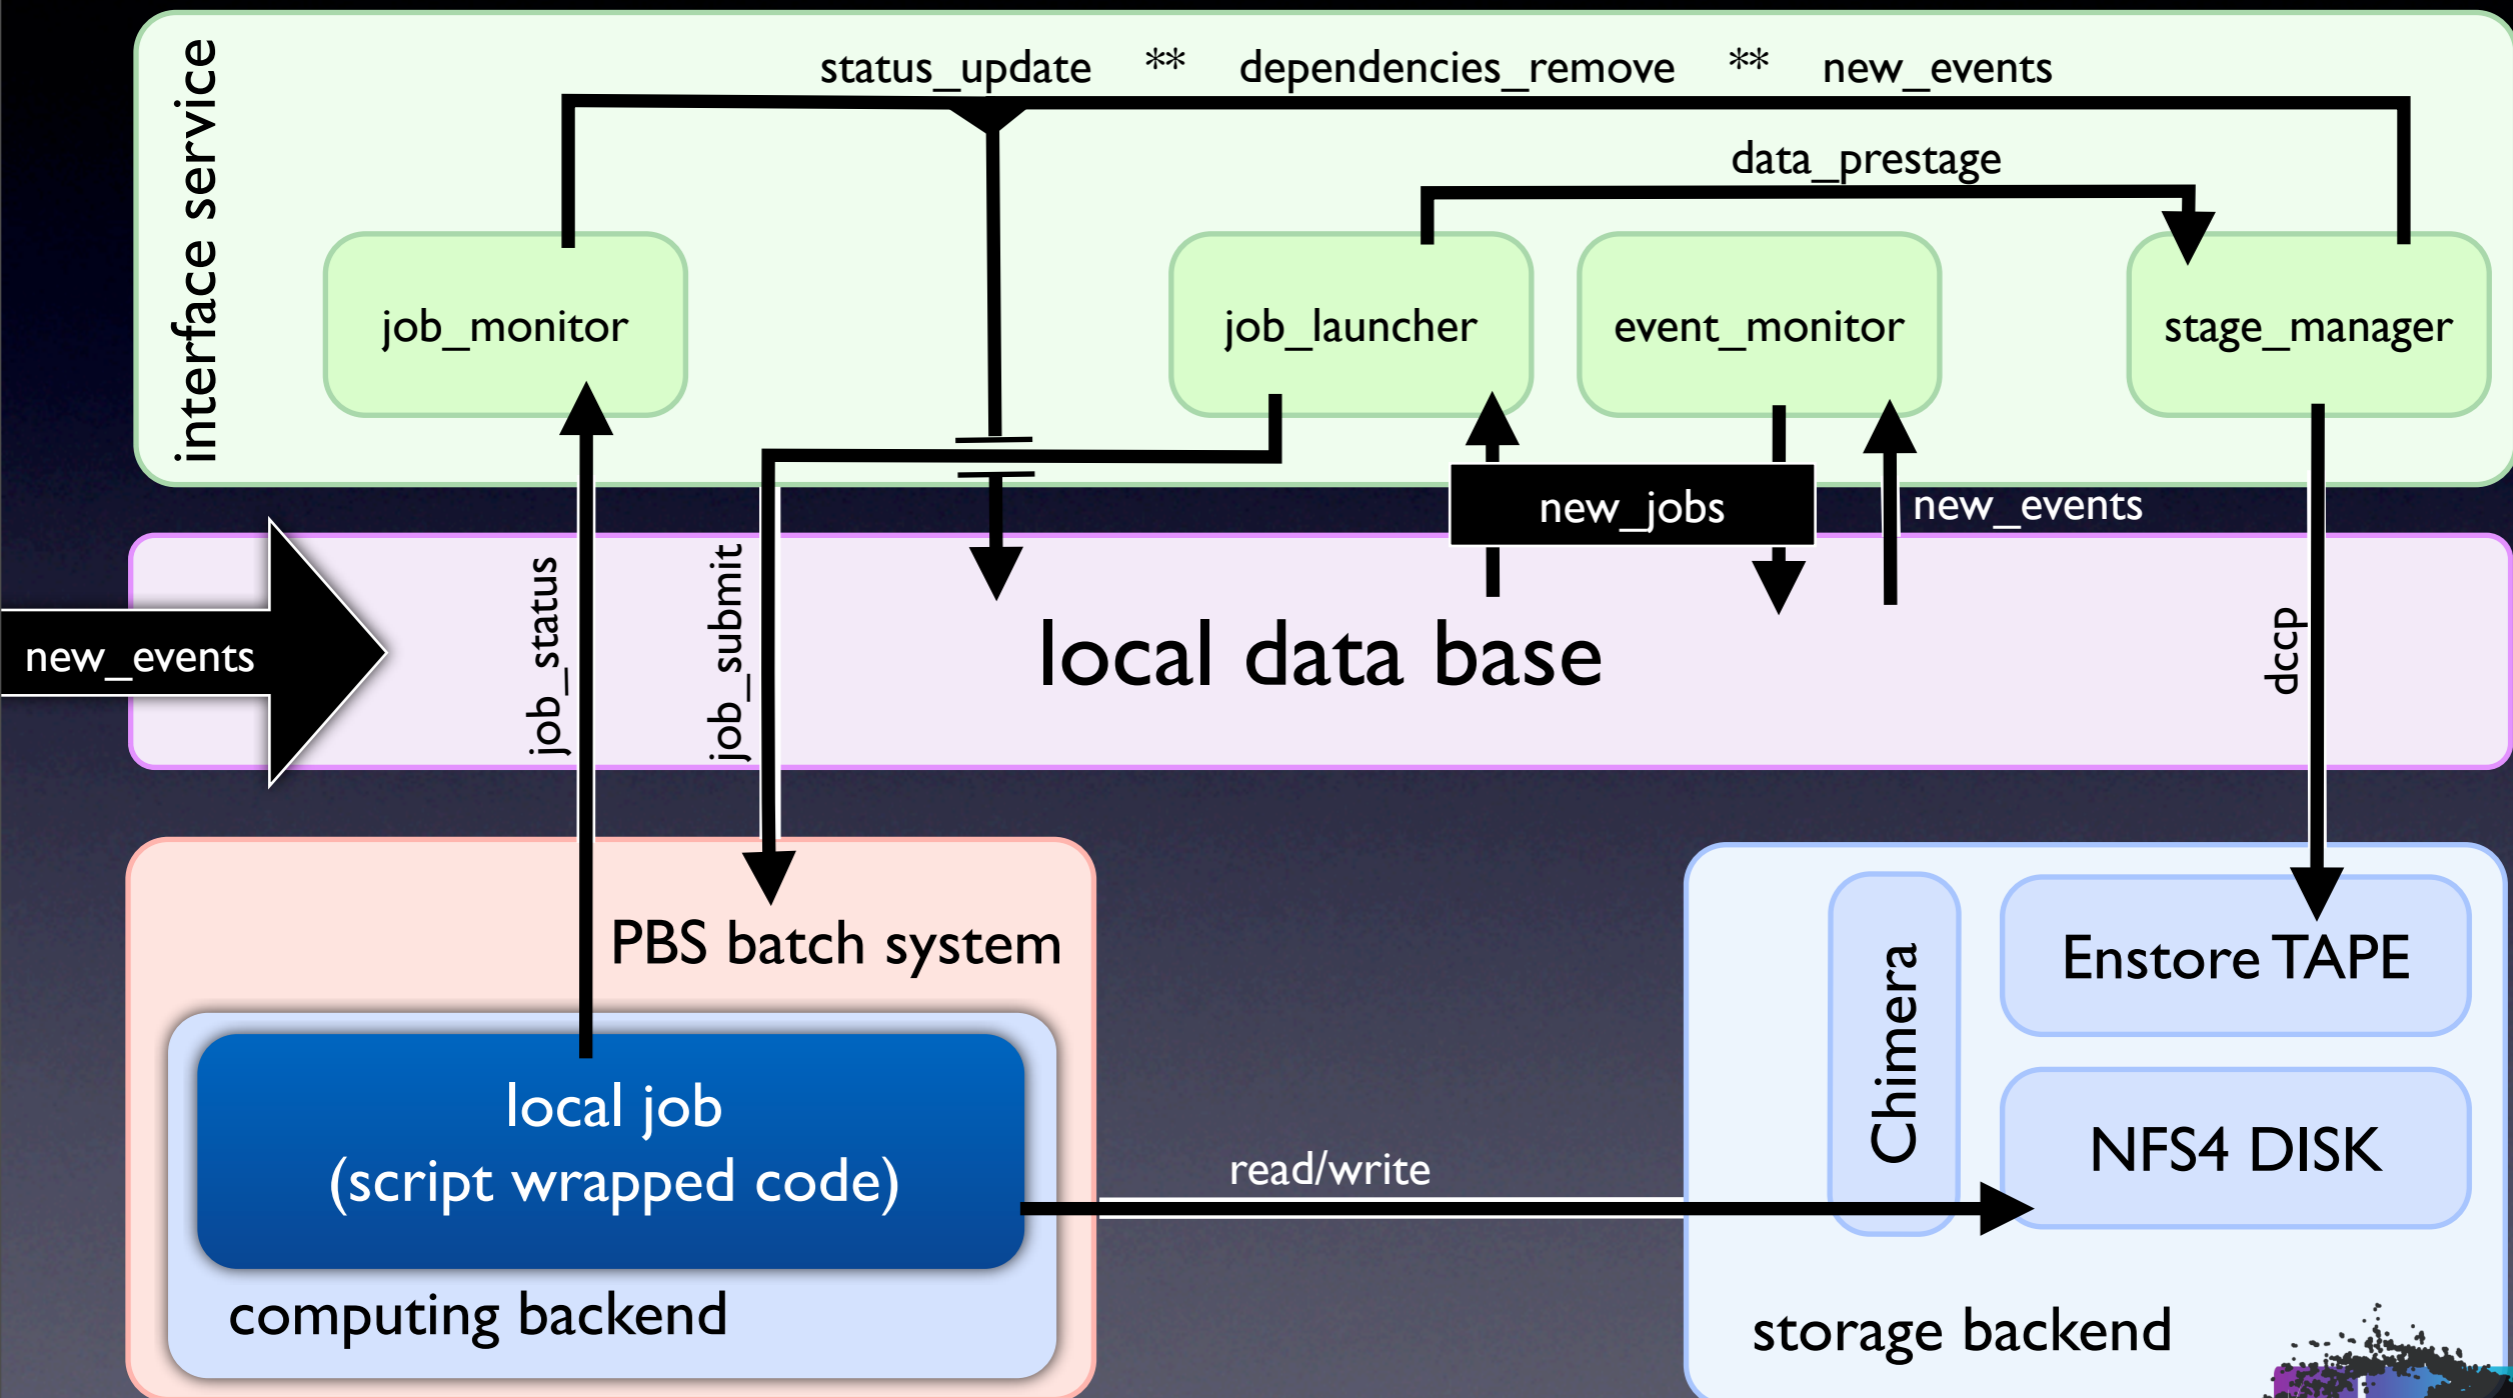 interface service
status_update ** dependencies_remove ** new_events
data_prestage
job_monitor
job_launcher
event_monitor
stage_manager
new_jobs
new_events
new_events
job_status
job_submit
local data base
dccp
PBS batch system
local job
(script wrapped code)
computing backend
read/write
Chimera
Enstore TAPE
NFS4 DISK
storage backend